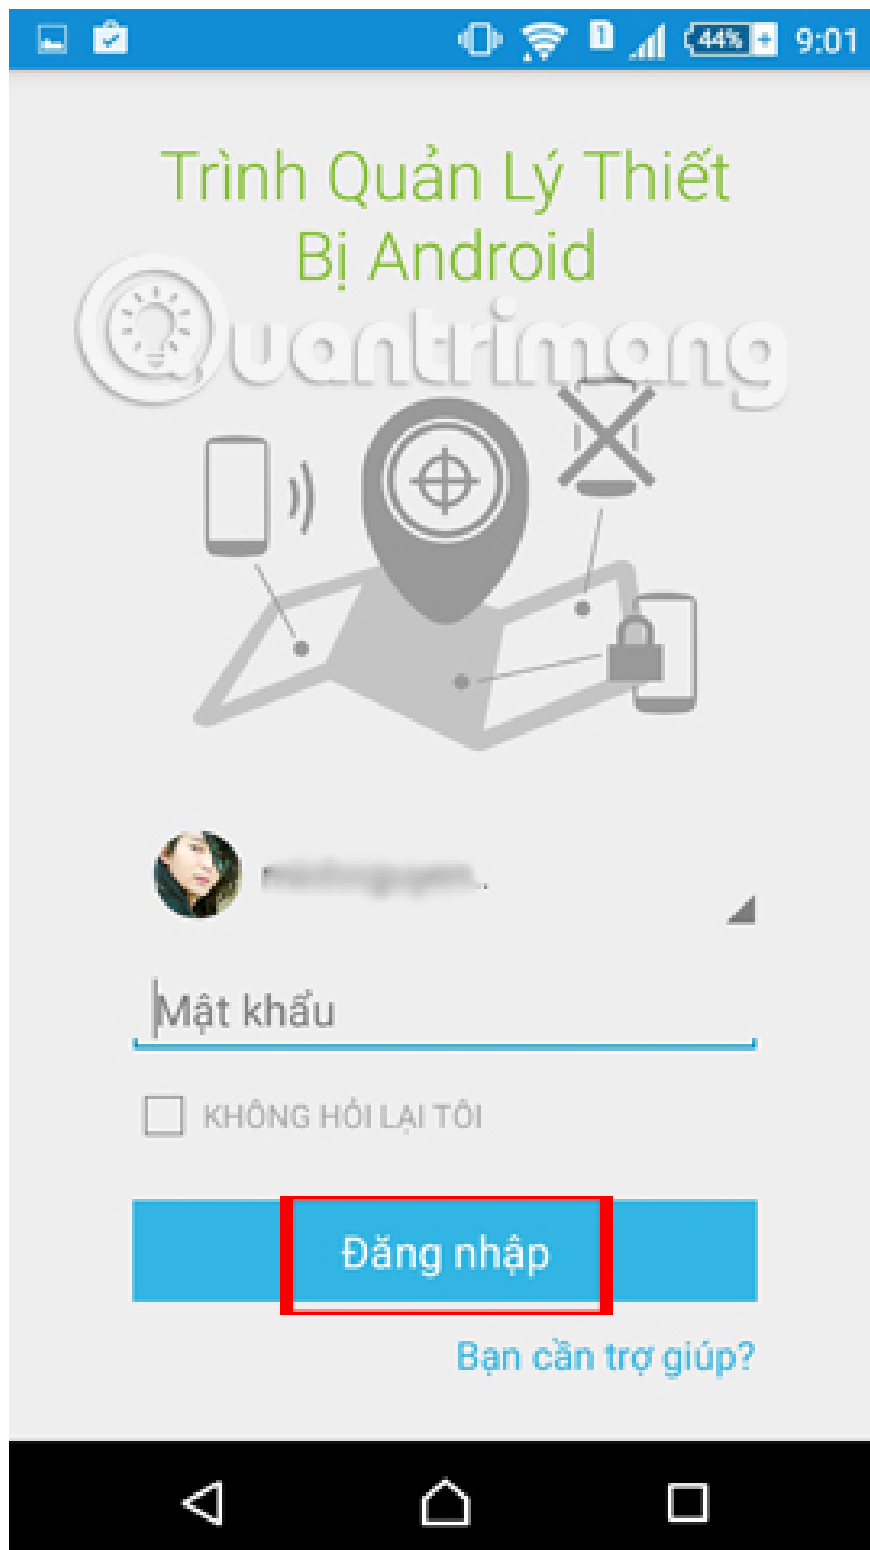 1 44% 9:01
Trình Quản Lý Thiết
Bị Android
Quantrimang
Mật khẩu
KHÔNG HỎI LẠI TÔI
Đăng nhập
Bạn cần trợ giúp?